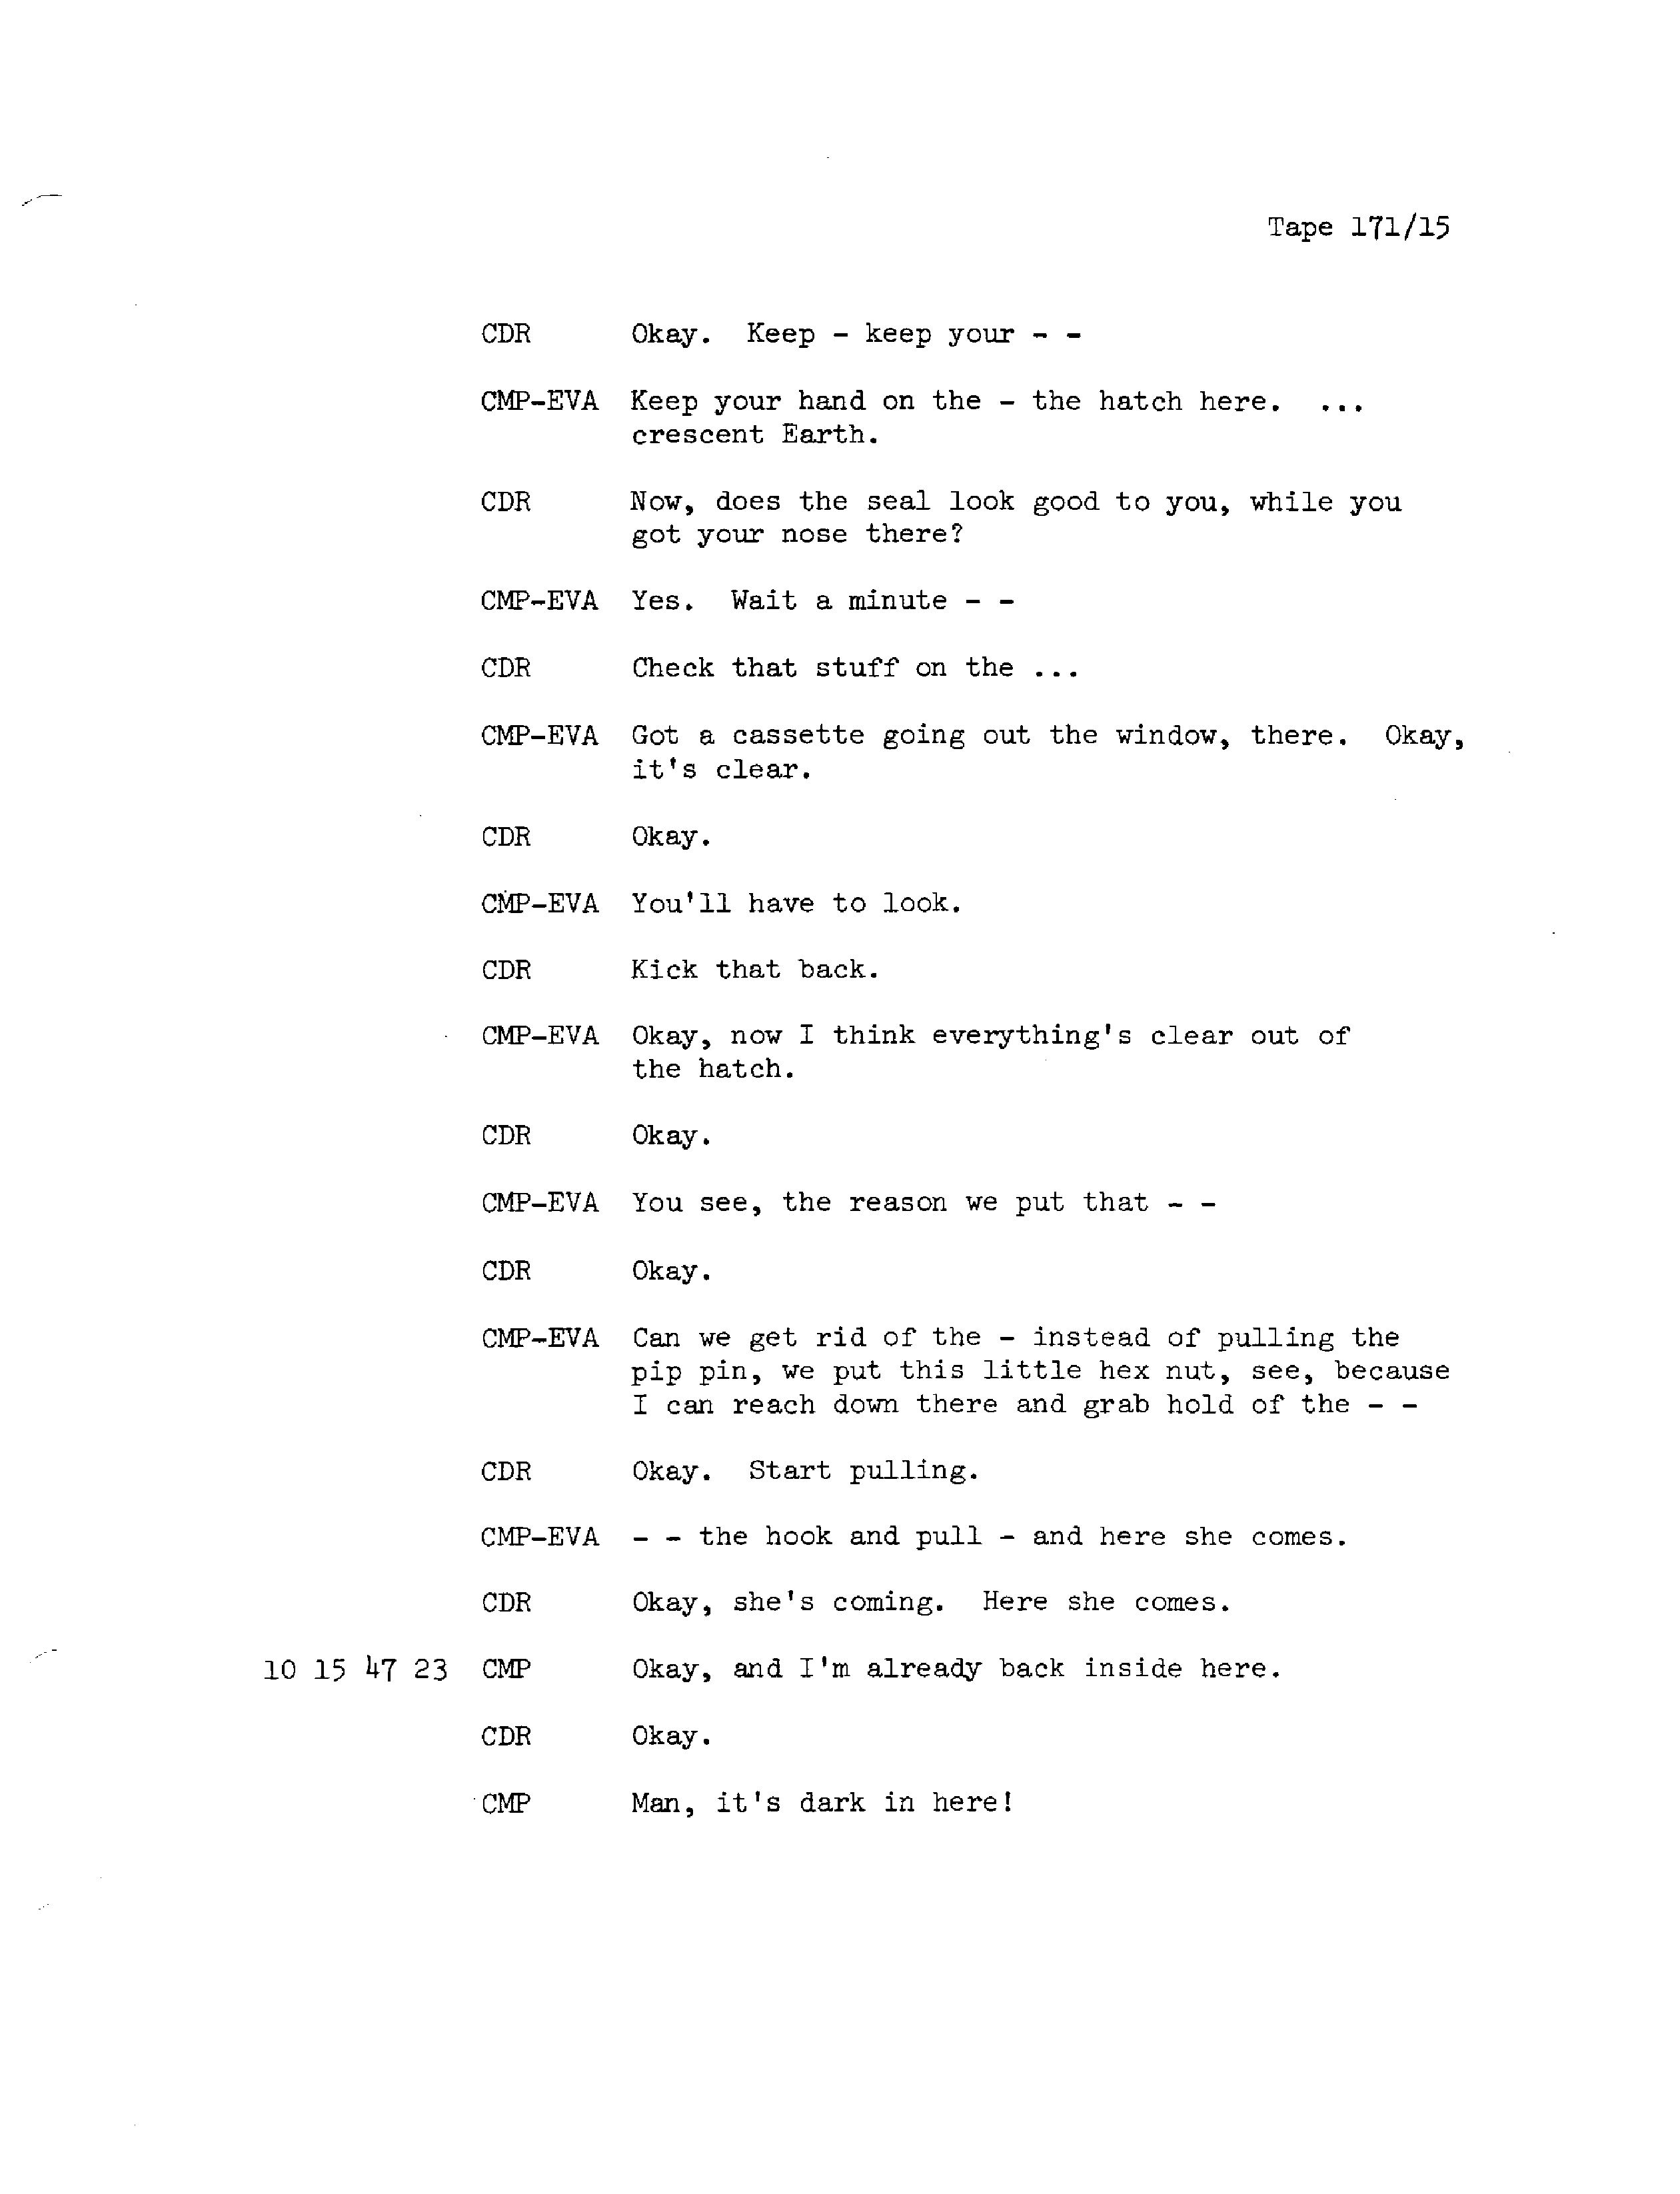 Tape 171/15
CDR Okay. Keep - keep your - -
CMP-EVA Keep your hand on the - the hatch here. ...
crescent Earth.
CDR Now, does the seal look good to you, while you
got your nose there?
CMP-EVA Yes. Wait a minute - -
CDR Check that stuff on the ...
CMP-EVA Got a cassette going out the window, there. Okay,
it's clear.
CDR Okay.
CMP-EVA You'll have to look.
CDR Kick that back.
CMP-EVA Okay, now I think everything's clear out of
the hatch.
CDR Okay.
CMP-EVA You see, the reason we put that - -
CDR Okay.
CMP-EVA Can we get rid of the - instead of pulling the
pip pin, we put this little hex nut, see, because
I can reach down there and grab hold of the - -
CDR Okay. Start pulling.
CMP-EVA - - the hook and pull - and here she comes.
CDR Okay, she's coming. Here she comes.
10 15 47 23 CMP Okay, and I'm already back inside here.
CDR Okay.
CMP Man, it's dark in here!